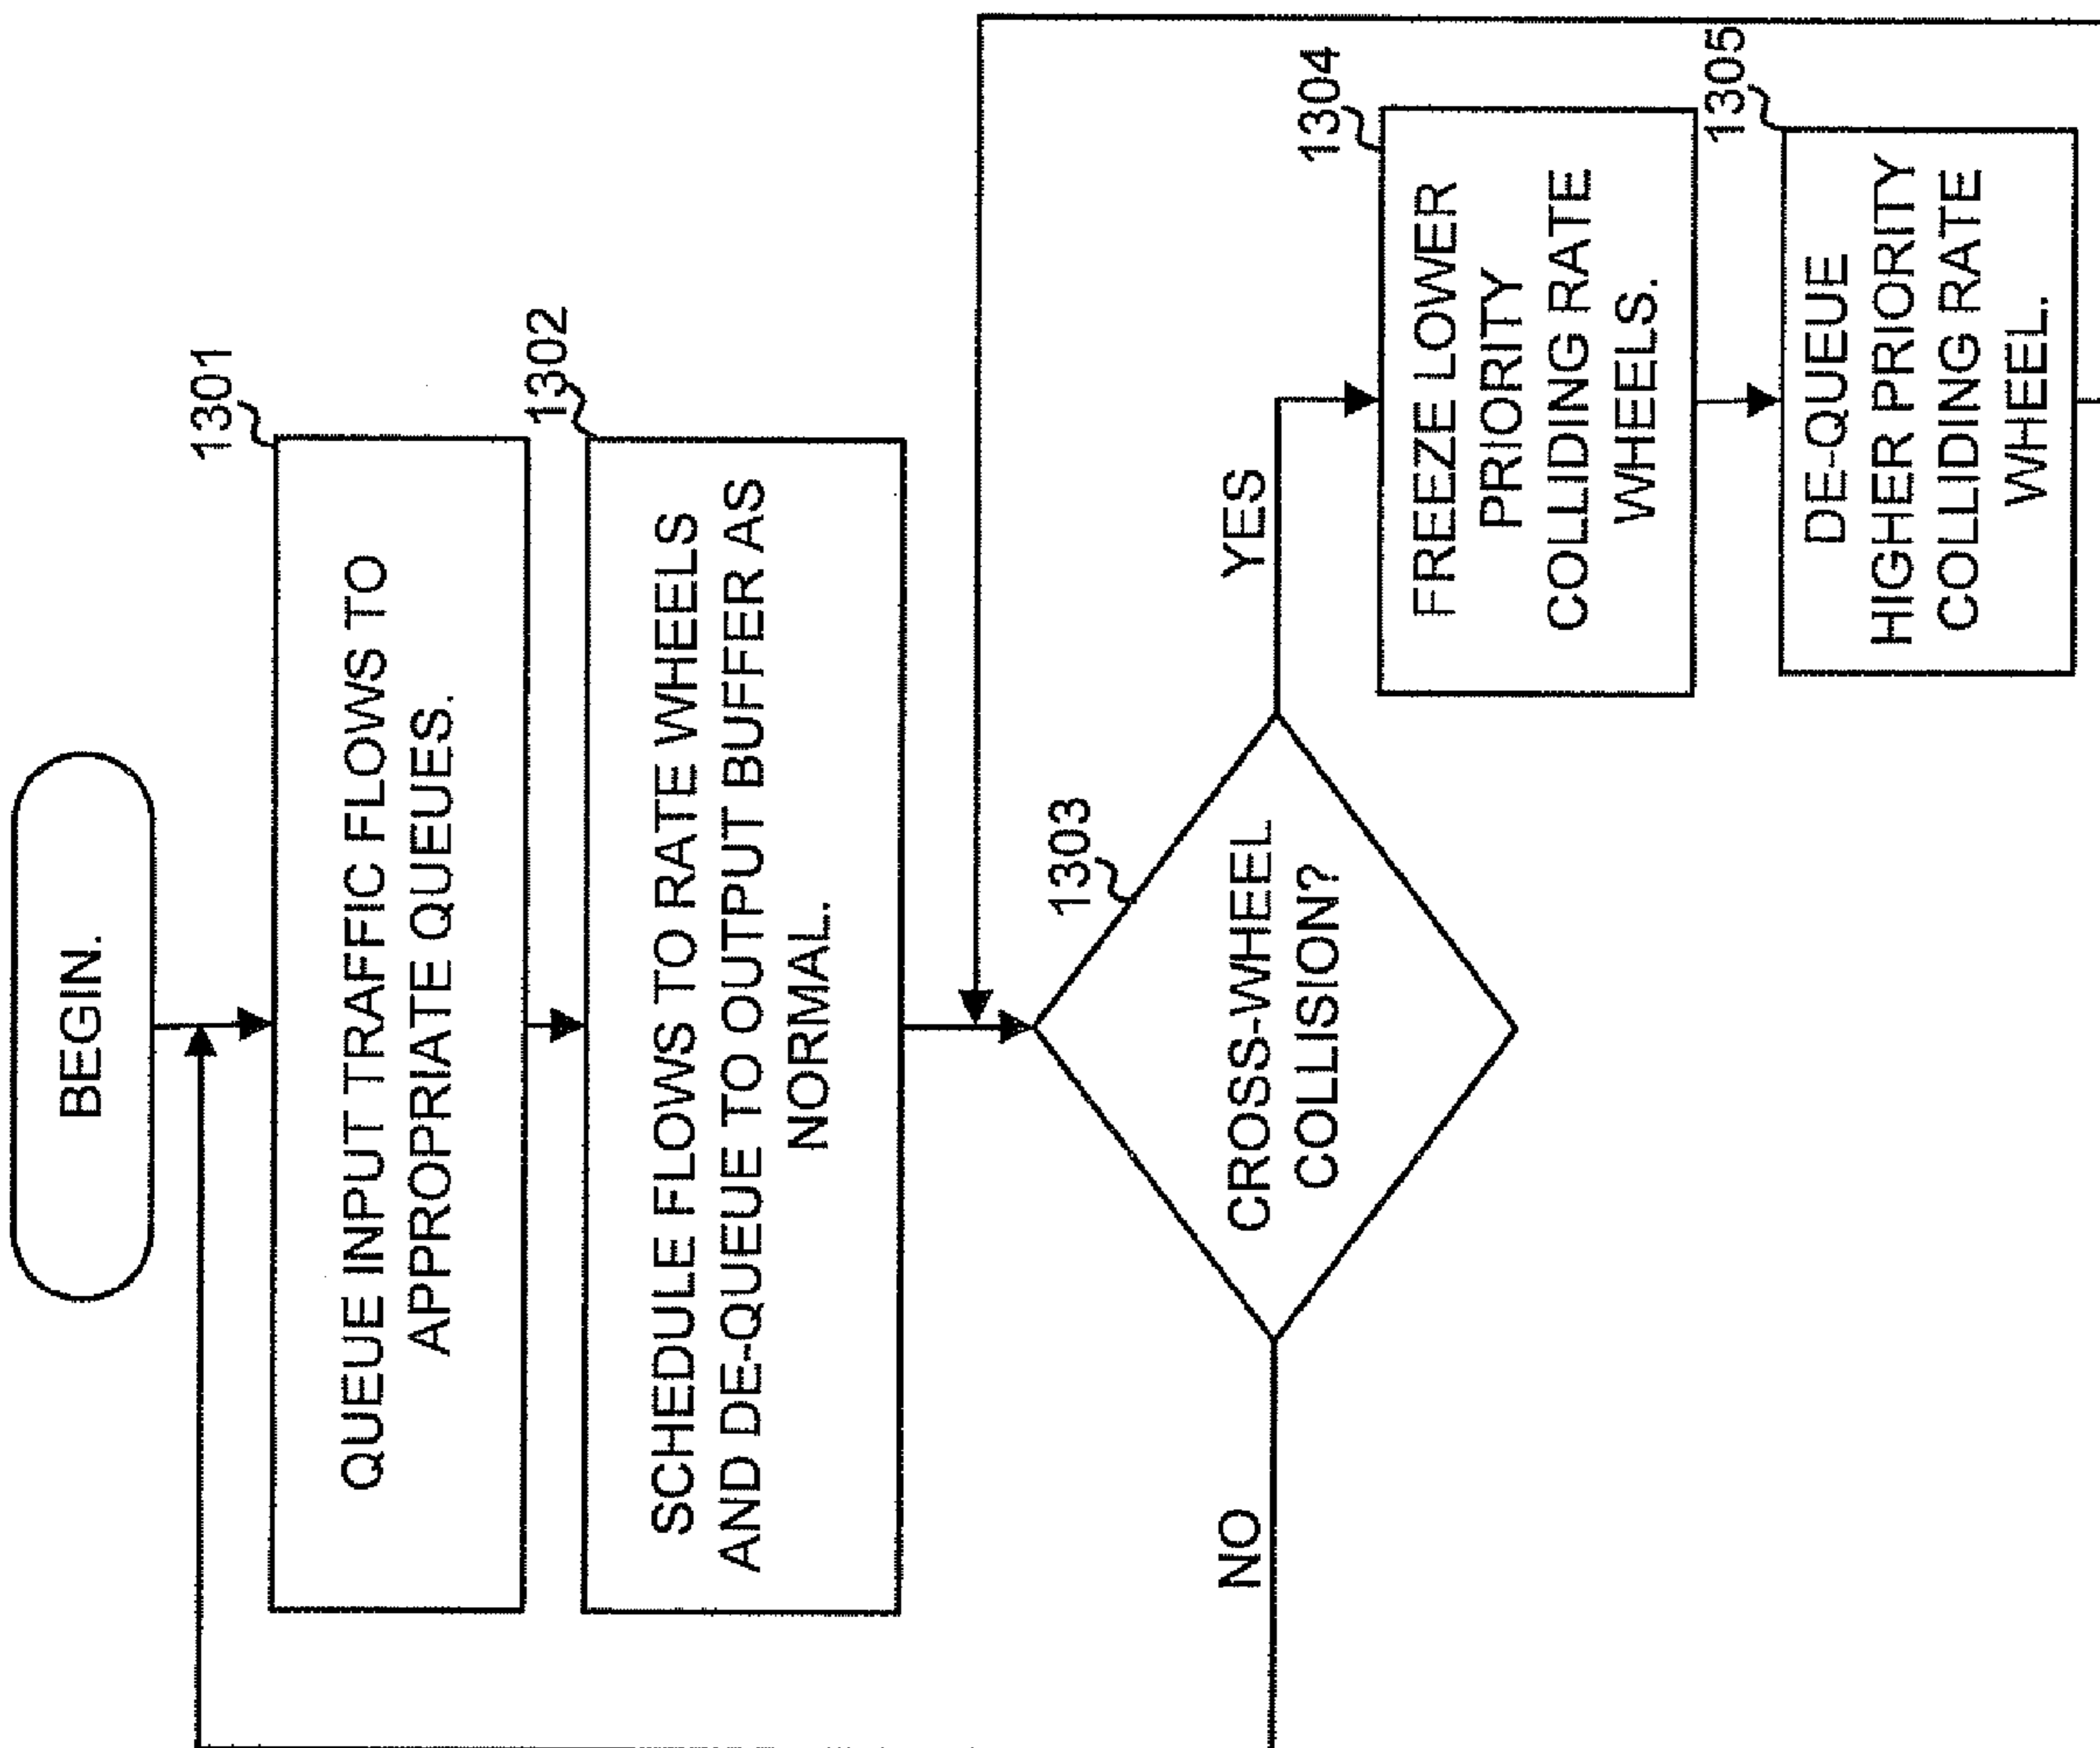 BEGIN.
1301
QUEUE INPUT TRAFFIC FLOWS TO
APPROPRIATE QUEUES.
1302
SCHEDULE FLOWS TO RATE WHEELS
AND DE-QUEUE TO OUTPUT BUFFER AS
NORMAL.
1303
CROSS-WHEEL
COLLISION?
NO
YES
1304
FREEZE LOWER
PRIORITY
COLLIDING RATE
WHEELS.
1305
DE-QUEUE
HIGHER PRIORITY
COLLIDING RATE
WHEEL.